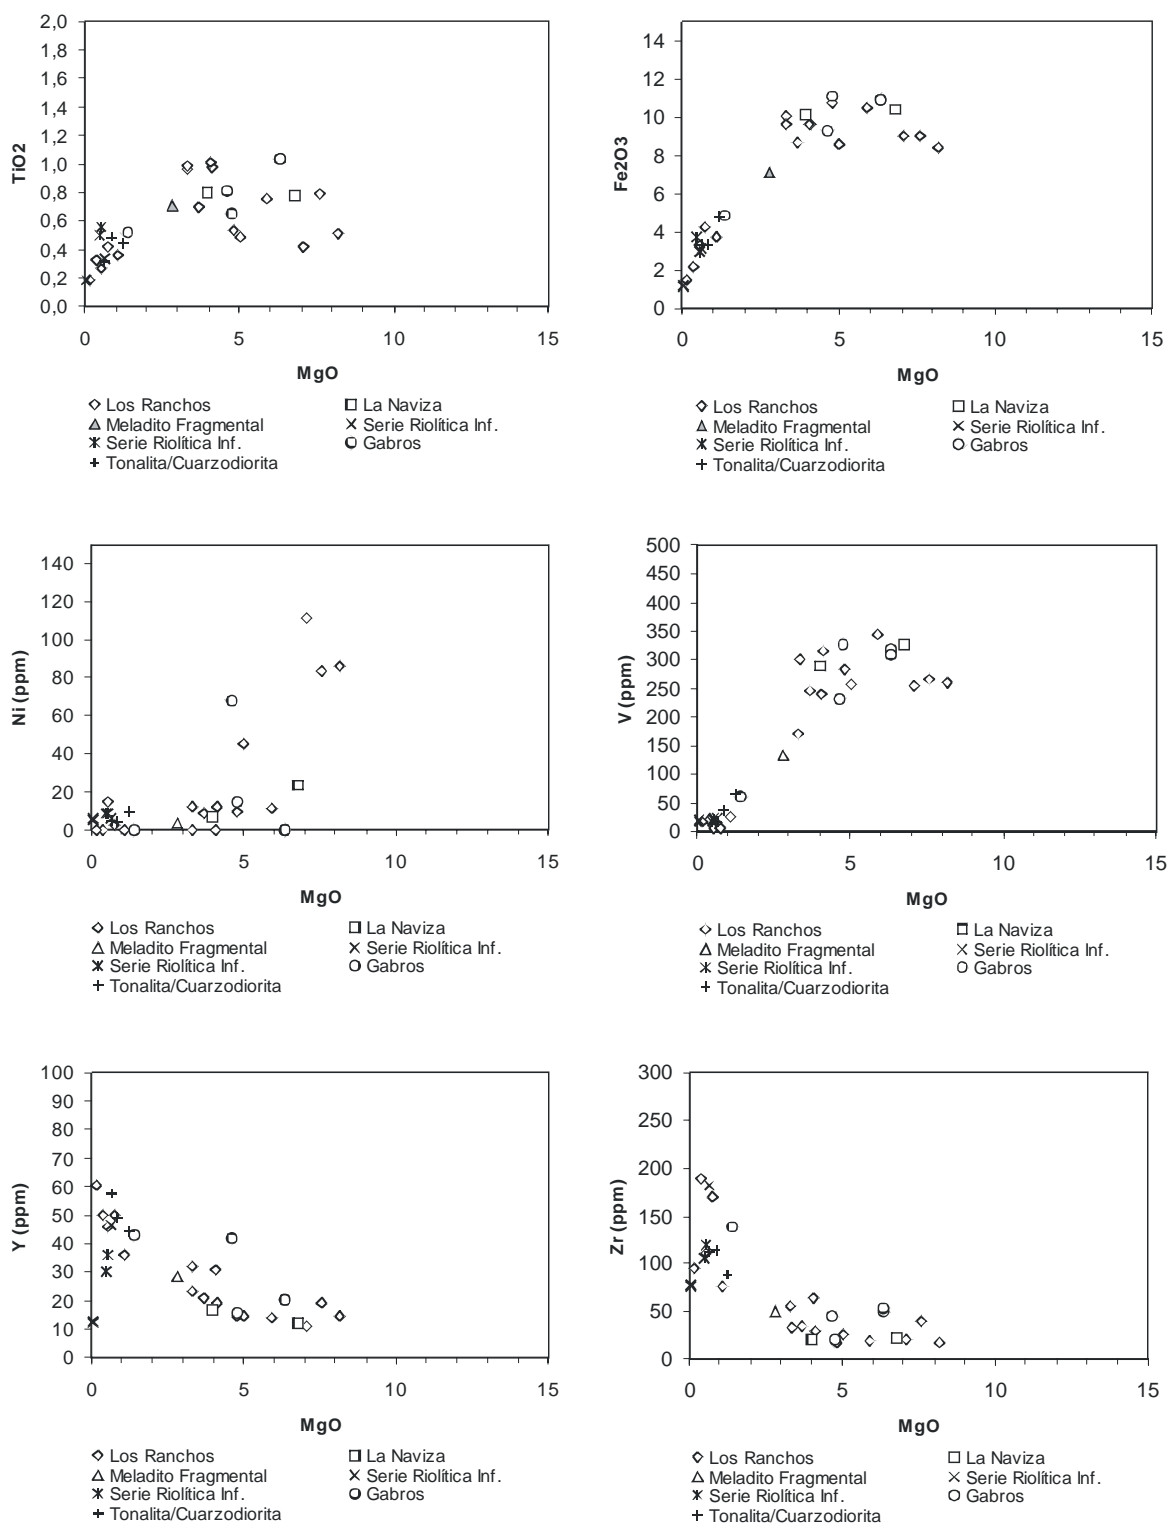 2,0
1,8
1,6
1,4
1,2
1,0
0,8
0,6
0,4
0,2
0,0
TiO2
0 5 10 15
MgO
Los Ranchos La Naviza
Meladito Fragmental Serie Riolítica Inf.
Serie Riolítica Inf. Gabros
Tonalita/Cuarzodiorita
14
12
10
8
6
4
2
0
Fe2O3
0 5 10 15
MgO
Los Ranchos La Naviza
Meladito Fragmental Serie Riolítica Inf.
Serie Riolítica Inf. Gabros
Tonalita/Cuarzodiorita
140
120
100
80
60
40
20
0
Ni (ppm)
0 5 10 15
MgO
Los Ranchos La Naviza
Meladito Fragmental Serie Riolítica Inf.
Serie Riolítica Inf. Gabros
Tonalita/Cuarzodiorita
500
450
400
350
300
250
200
150
100
50
0
V (ppm)
0 5 10 15
MgO
Los Ranchos La Naviza
Meladito Fragmental Serie Riolítica Inf.
Serie Riolítica Inf. Gabros
Tonalita/Cuarzodiorita
100
90
80
70
60
50
40
30
20
10
0
Y (ppm)
0 5 10 15
MgO
Los Ranchos La Naviza
Meladito Fragmental Serie Riolítica Inf.
Serie Riolítica Inf. Gabros
Tonalita/Cuarzodiorita
300
250
200
150
100
50
0
Zr (ppm)
0 5 10 15
MgO
Los Ranchos La Naviza
Meladito Fragmental Serie Riolítica Inf.
Serie Riolítica Inf. Gabros
Tonalita/Cuarzodiorita